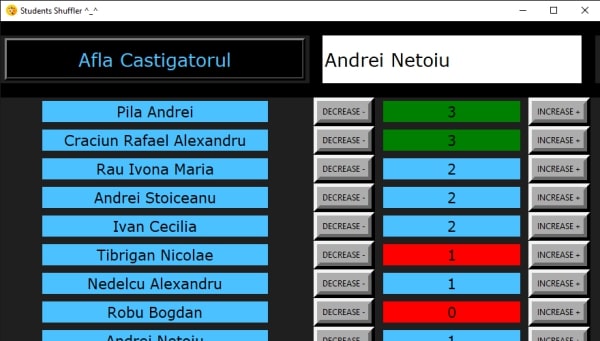 Students Shuffler ^_^
Afla Castigatorul Andrei Netoiu
Pila Andrei DECREASE - 3 INCREASE +
Craciun Rafael Alexandru DECREASE - 3 INCREASE +
Rau Ivona Maria DECREASE - 2 INCREASE +
Andrei Stoiceanu DECREASE - 2 INCREASE +
Ivan Cecilia DECREASE - 2 INCREASE +
Tibrigan Nicolae DECREASE - 1 INCREASE +
Nedelcu Alexandru DECREASE - 1 INCREASE +
Robu Bogdan DECREASE - 0 INCREASE +
Andrei Netoiu DECREASE - 1 INCREASE +